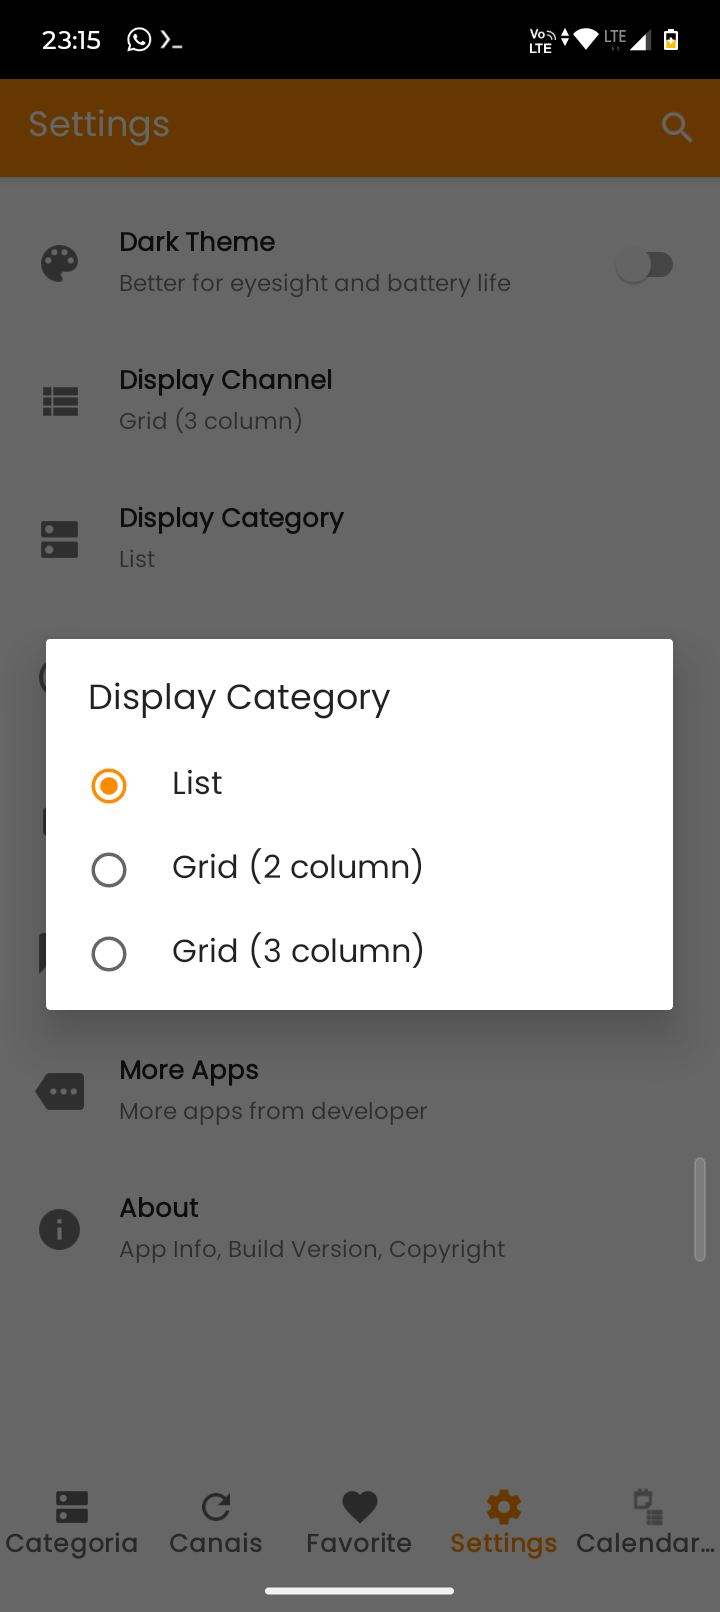 23:15
Vo
LTE
LTE
Settings
Dark Theme
Better for eyesight and battery life
Display Channel
Grid (3 column)
Display Category
List
Display Category
List
Grid (2 column)
Grid (3 column)
More Apps
More apps from developer
About
App Info, Build Version, Copyright
Categoria
Canais
Favorite
Settings
Calendar...